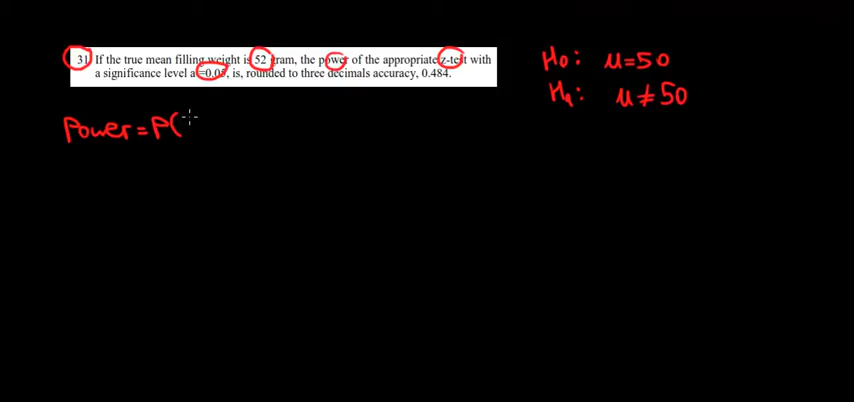 31 If the true mean filling weight is 52 gram, the power of the appropriate z-test with
a significance level a =0.05, is, rounded to three decimals accuracy, 0.484.
H0: μ=50
H1: μ≠50
Power=P(